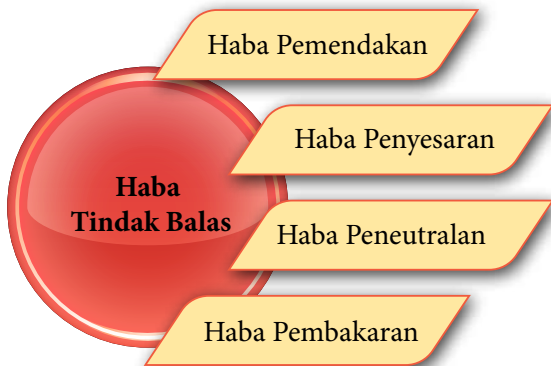 Haba Pemendakan
Haba Penyesaran
Haba
Tindak Balas
Haba Peneutralan
Haba Pembakaran